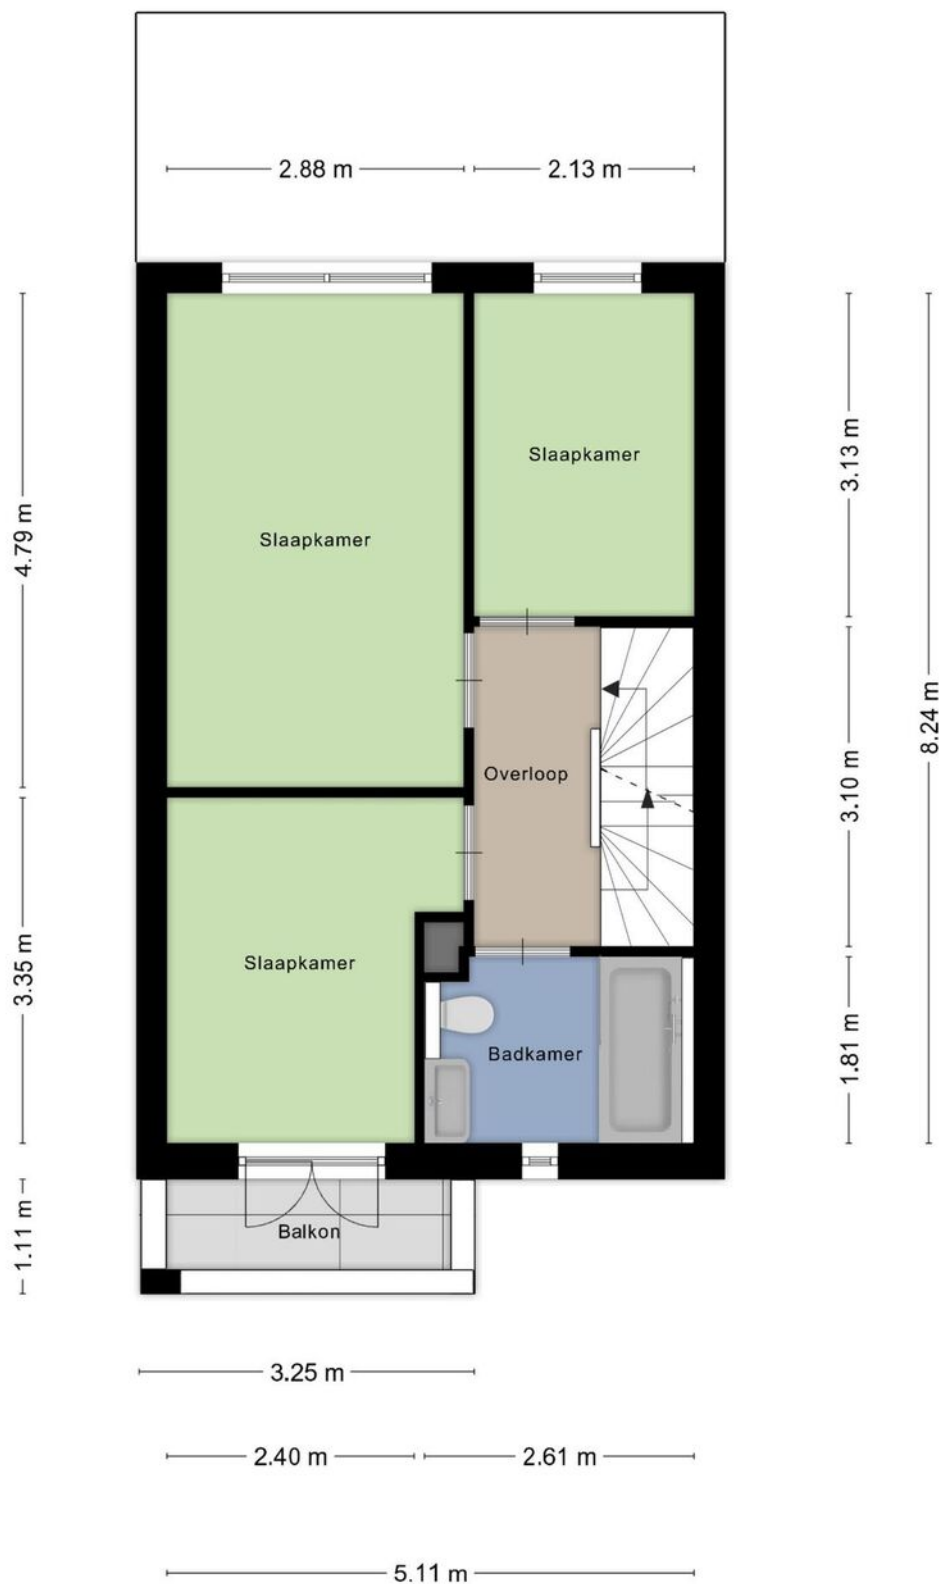 2.88 m
2.13 m
4.79 m
3.13 m
Slaapkamer
Slaapkamer
8.24 m
3.10 m
Overloop
3.35 m
Slaapkamer
1.81 m
Badkamer
1.11 m
Balkon
3.25 m
2.40 m
2.61 m
5.11 m